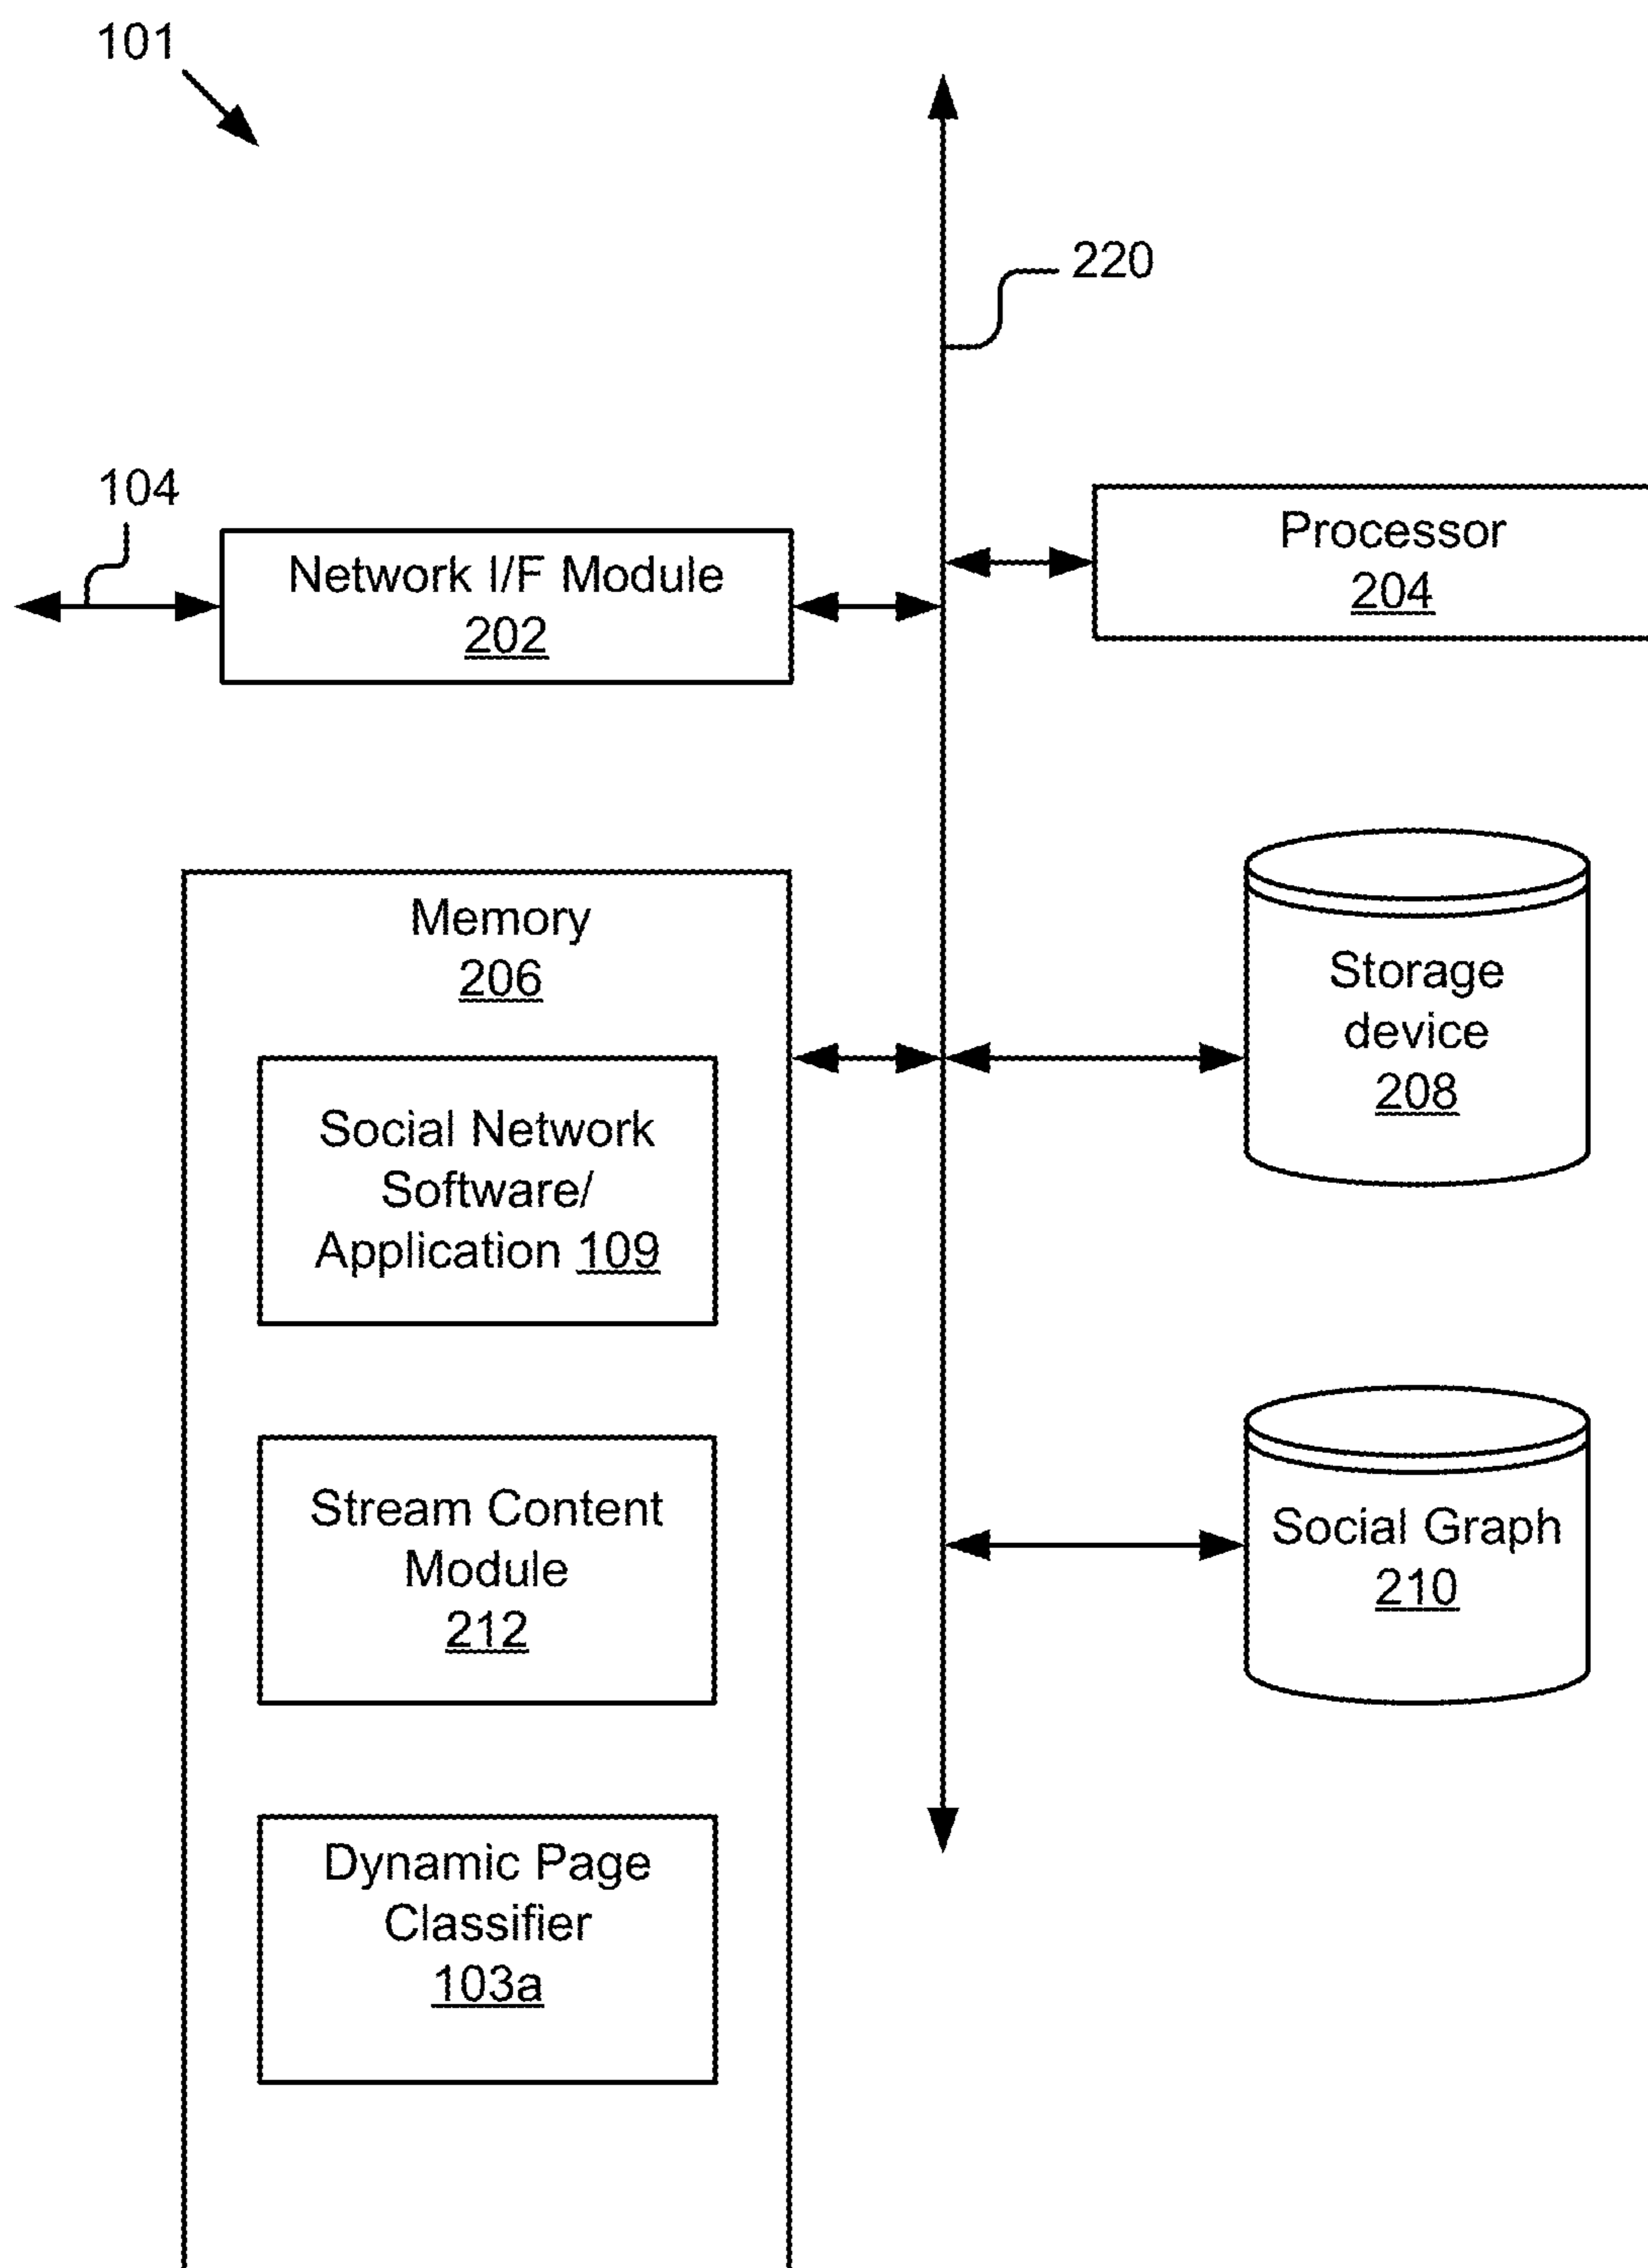 101
220
104
Network I/F Module
202
Processor
204
Memory
206
Social Network
Software/
Application 109
Stream Content
Module
212
Dynamic Page
Classifier
103a
Storage
device
208
Social Graph
210